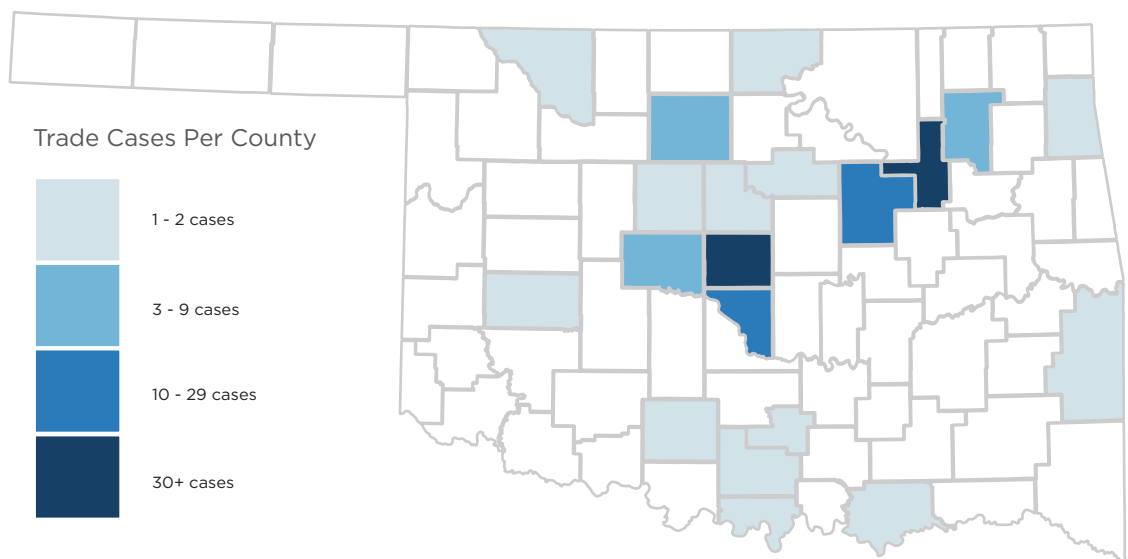 Trade Cases Per County
1 - 2 cases
3 - 9 cases
10 - 29 cases
30+ cases